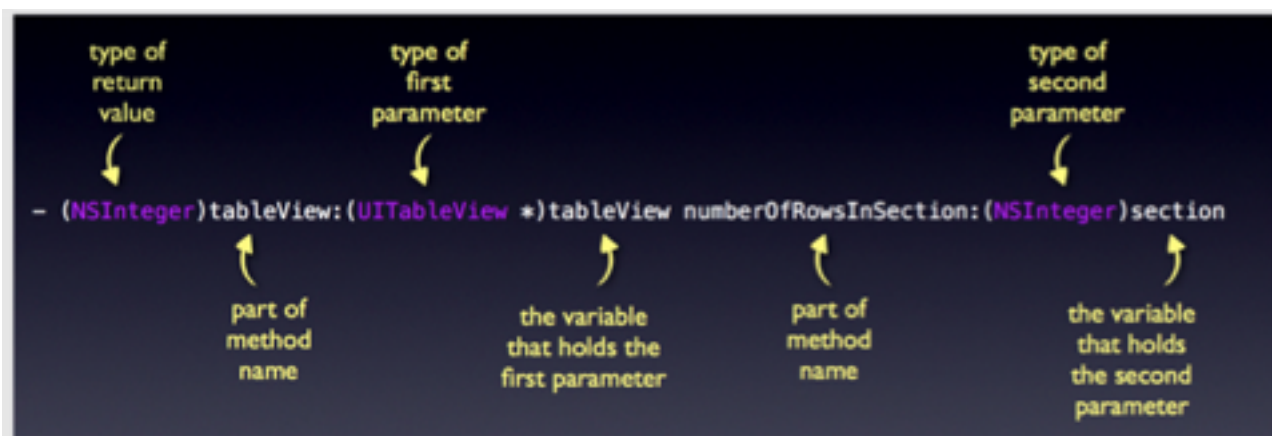 type of
return
value
type of
first
parameter
type of
second
parameter
- (NSInteger)tableView:(UITableView *)tableView numberOfRowsInSection:(NSInteger)section
part of
method
name
the variable
that holds the
first parameter
part of
method
name
the variable
that holds
the second
parameter